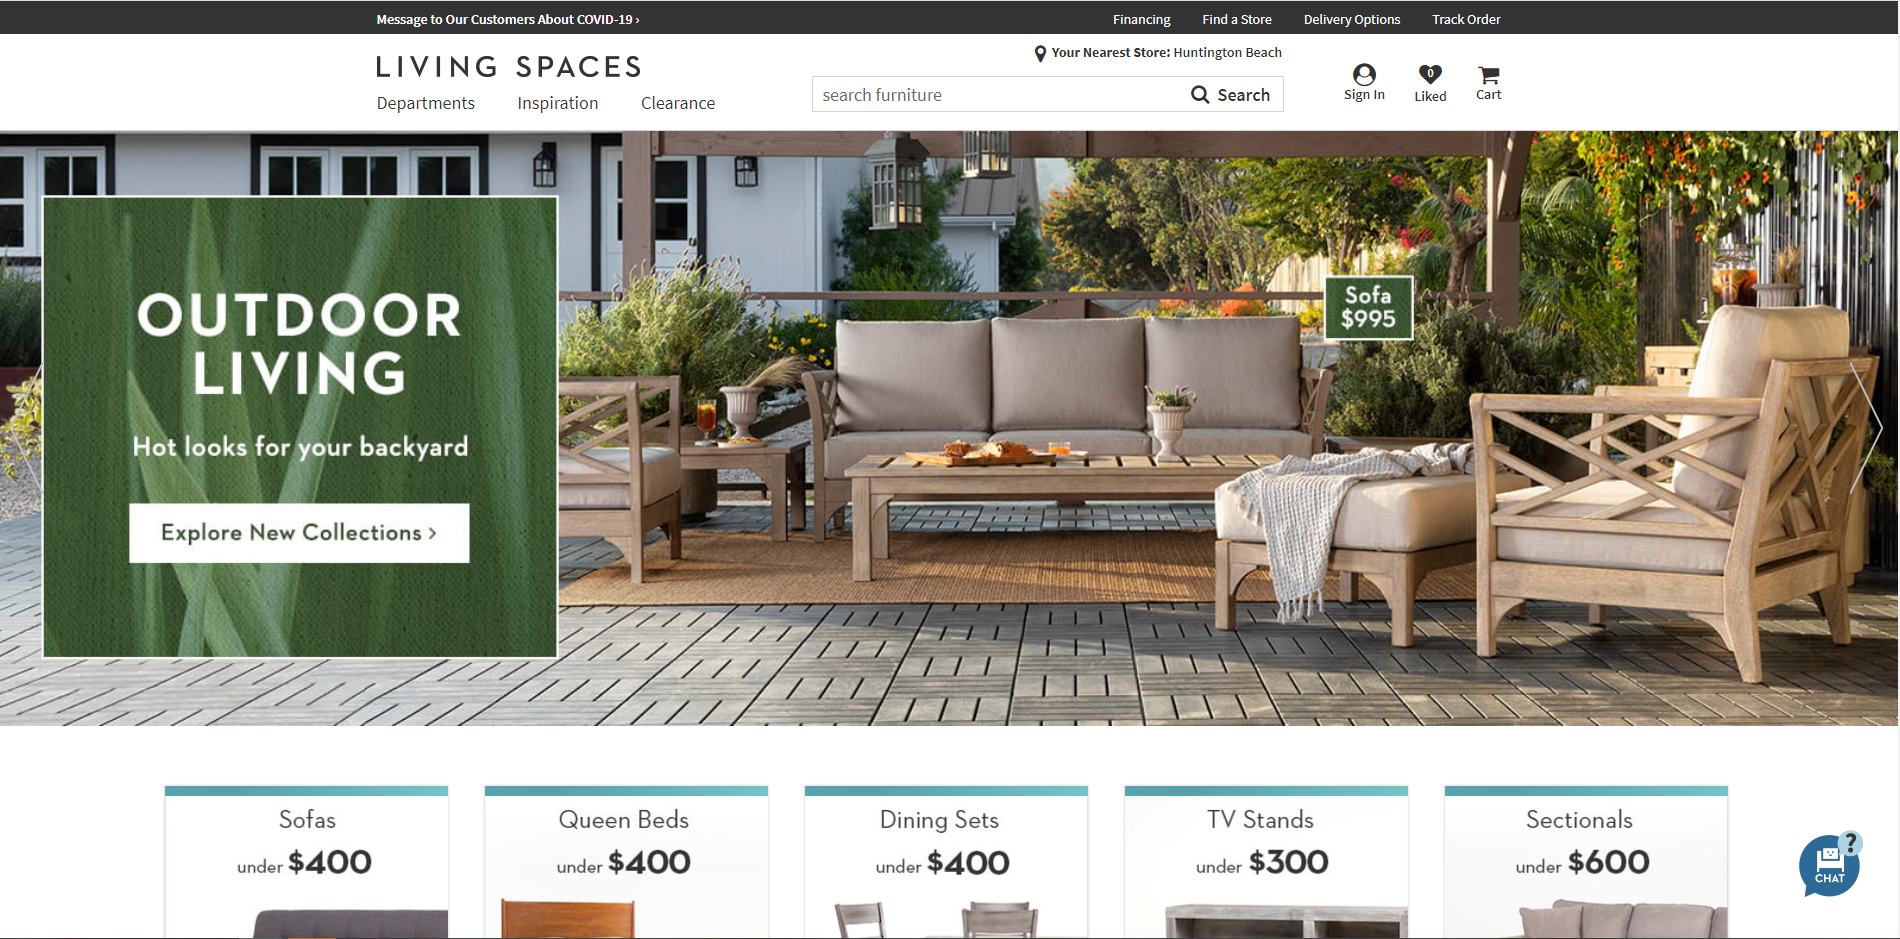 Message to Our Customers About COVID-19 ›
Financing
Find a Store
Delivery Options
Track Order
LIVING SPACES
Your Nearest Store: Huntington Beach
Departments
Inspiration
Clearance
search furniture
Search
Sign In
0
Liked
Cart
OUTDOOR
LIVING
Hot looks for your backyard
Explore New Collections ›
Sofa
$995
Sofas
under $400
Queen Beds
under $400
Dining Sets
under $400
TV Stands
under $300
Sectionals
under $600
?
CHAT